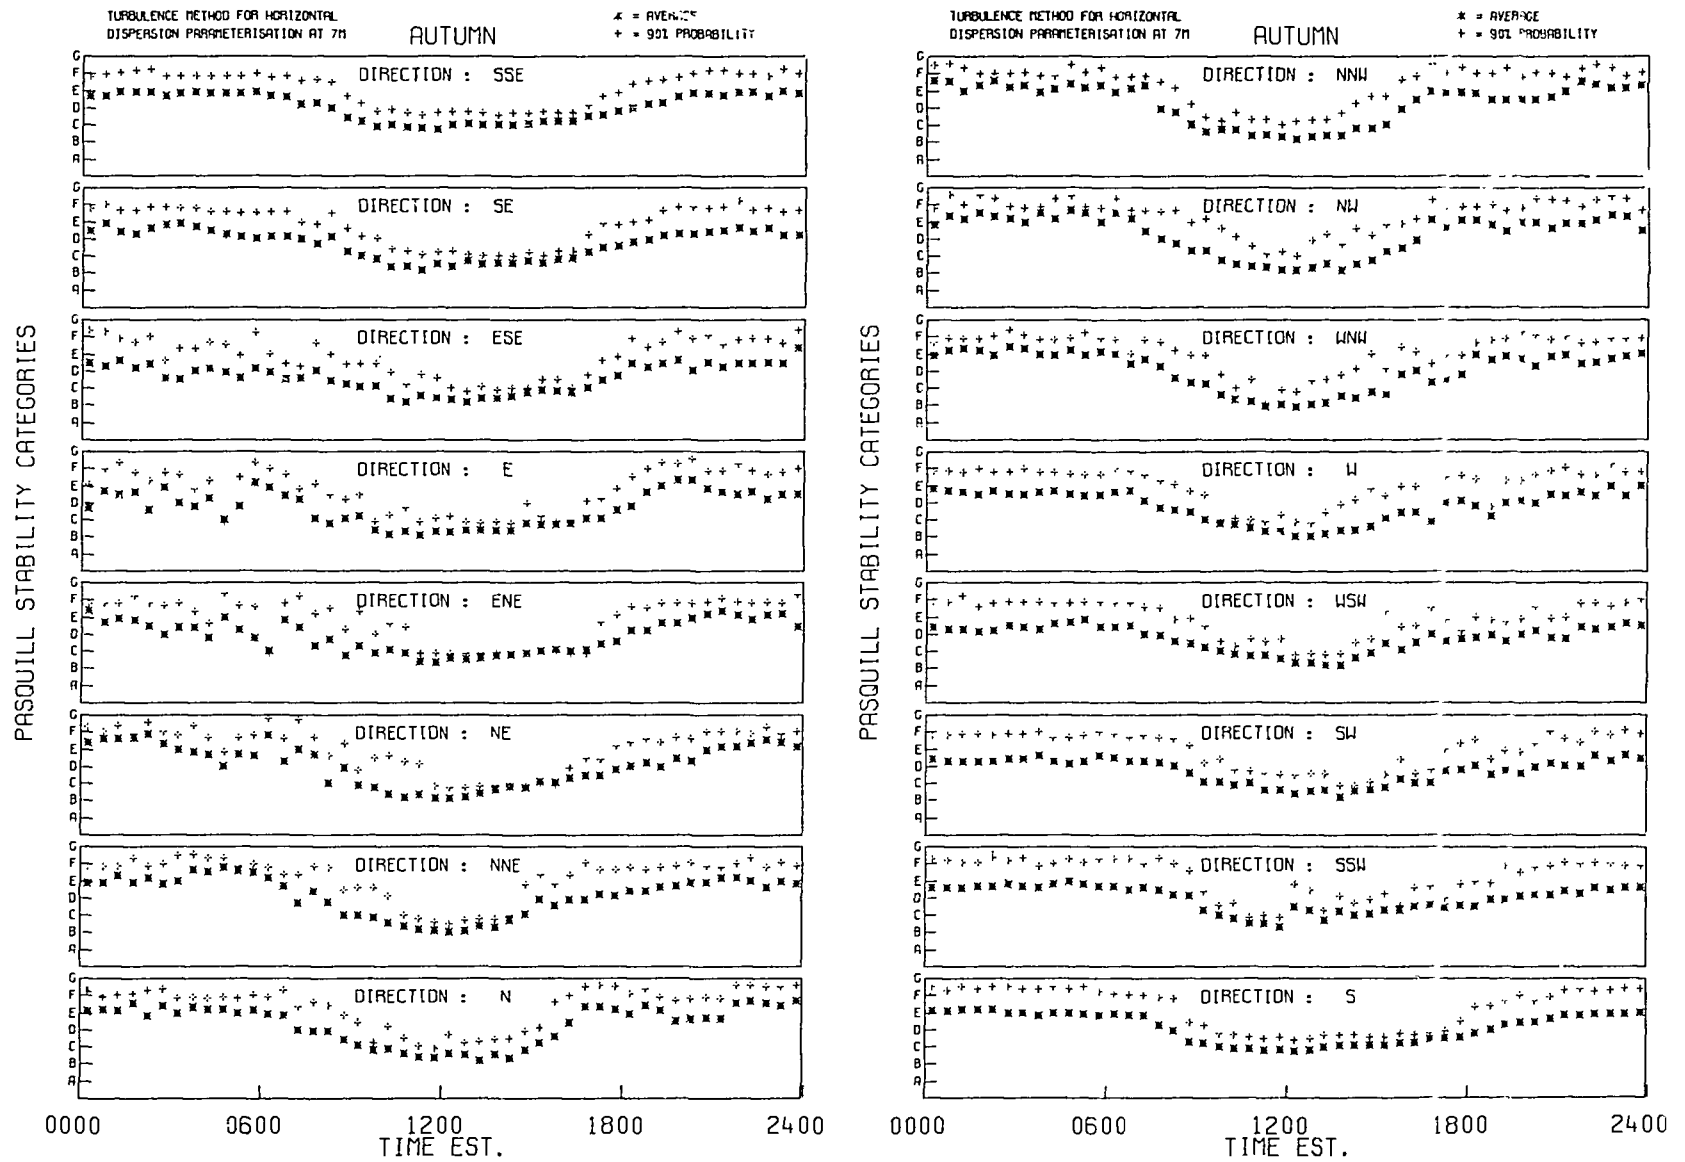 TURBULENCE METHOD FOR HORIZONTAL
DISPERSION PARAMETERISATION AT 7M
AUTUMN
* = AVERAGE
+ = 90% PROBABILITY
PASQUILL STABILITY CATEGORIES
G
F
E
D
C
B
A
DIRECTION : SSE
G
F
E
D
C
B
A
DIRECTION : SE
G
F
E
D
C
B
A
DIRECTION : ESE
G
F
E
D
C
B
A
DIRECTION : E
G
F
E
D
C
B
A
DIRECTION : ENE
G
F
E
D
C
B
A
DIRECTION : NE
G
F
E
D
C
B
A
DIRECTION : NNE
G
F
E
D
C
B
A
DIRECTION : N
0000 0600 1200 1800 2400
TIME EST.
TURBULENCE METHOD FOR HORIZONTAL
DISPERSION PARAMETERISATION AT 7M
AUTUMN
* = AVERAGE
+ = 90% PROBABILITY
PASQUILL STABILITY CATEGORIES
G
F
E
D
C
B
A
DIRECTION : NNW
G
F
E
D
C
B
A
DIRECTION : NW
G
F
E
D
C
B
A
DIRECTION : WNW
G
F
E
D
C
B
A
DIRECTION : W
G
F
E
D
C
B
A
DIRECTION : WSW
G
F
E
D
C
B
A
DIRECTION : SW
G
F
E
D
C
B
A
DIRECTION : SSW
G
F
E
D
C
B
A
DIRECTION : S
0000 0600 1200 1800 2400
TIME EST.